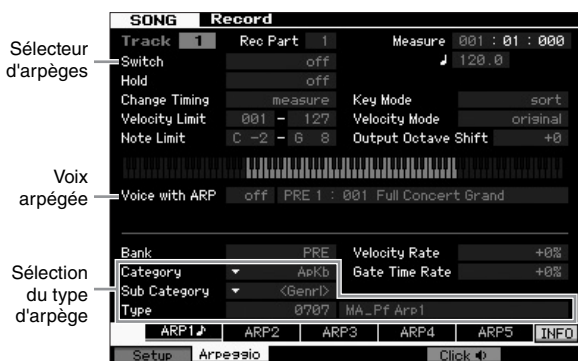 SONG Record
Track 1 Rec Part 1 Measure 001 : 01 : 000
Sélecteur d'arpèges
Switch off ♩ 120.0
Hold off
Change Timing measure Key Mode sort
Velocity Limit 001 - 127 Velocity Mode original
Note Limit C -2 - G 8 Output Octave Shift +0
Voix arpégée
Voice with ARP off PRE 1 : 001 Full Concert Grand
Bank PRE Velocity Rate +0%
Sélection du type d'arpège
Category ApKb Gate Time Rate +0%
Sub Category <Genrl>
Type 0707 MA_Pf Arp1
ARP1♪ ARP2 ARP3 ARP4 ARP5 INFO
Setup Arpeggio Click